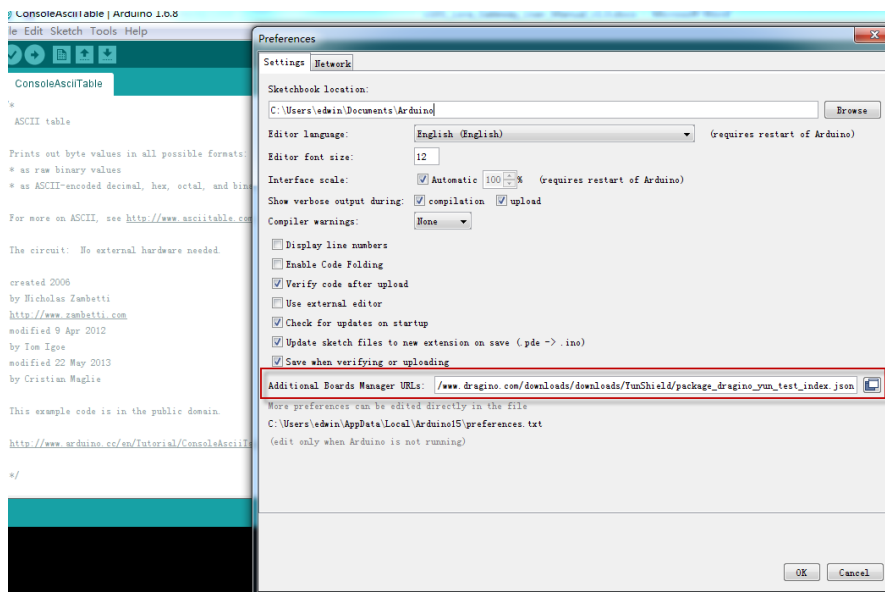 ConsoleAsciiTable | Arduino 1.6.8
le Edit Sketch Tools Help
ConsoleAsciiTable
ASCII table
Prints out byte values in all possible formats:
* as raw binary values
* as ASCII-encoded decimal, hex, octal, and bin
For more on ASCII, see http://www.asciitable.com
The circuit: No external hardware needed.
created 2006
by Nicholas Zambetti
http://www.zambetti.com
modified 9 Apr 2012
by Tom Igoe
modified 22 May 2013
by Cristian Maglie
This example code is in the public domain.
http://www.arduino.cc/en/Tutorial/ConsoleAsciiTa
*/
Preferences
Settings Network
Sketchbook location:
C:\Users\edwin\Documents\Arduino
Browse
Editor language: English (English) (requires restart of Arduino)
Editor font size: 12
Interface scale: Automatic 100 % (requires restart of Arduino)
Show verbose output during: compilation upload
Compiler warnings: None
Display line numbers
Enable Code Folding
Verify code after upload
Use external editor
Check for updates on startup
Update sketch files to new extension on save (.pde -> .ino)
Save when verifying or uploading
Additional Boards Manager URLs: /www.dragino.com/downloads/downloads/YunShield/package_dragino_yun_test_index.json
More preferences can be edited directly in the file
C:\Users\edwin\AppData\Local\Arduino15\preferences.txt
(edit only when Arduino is not running)
OK Cancel